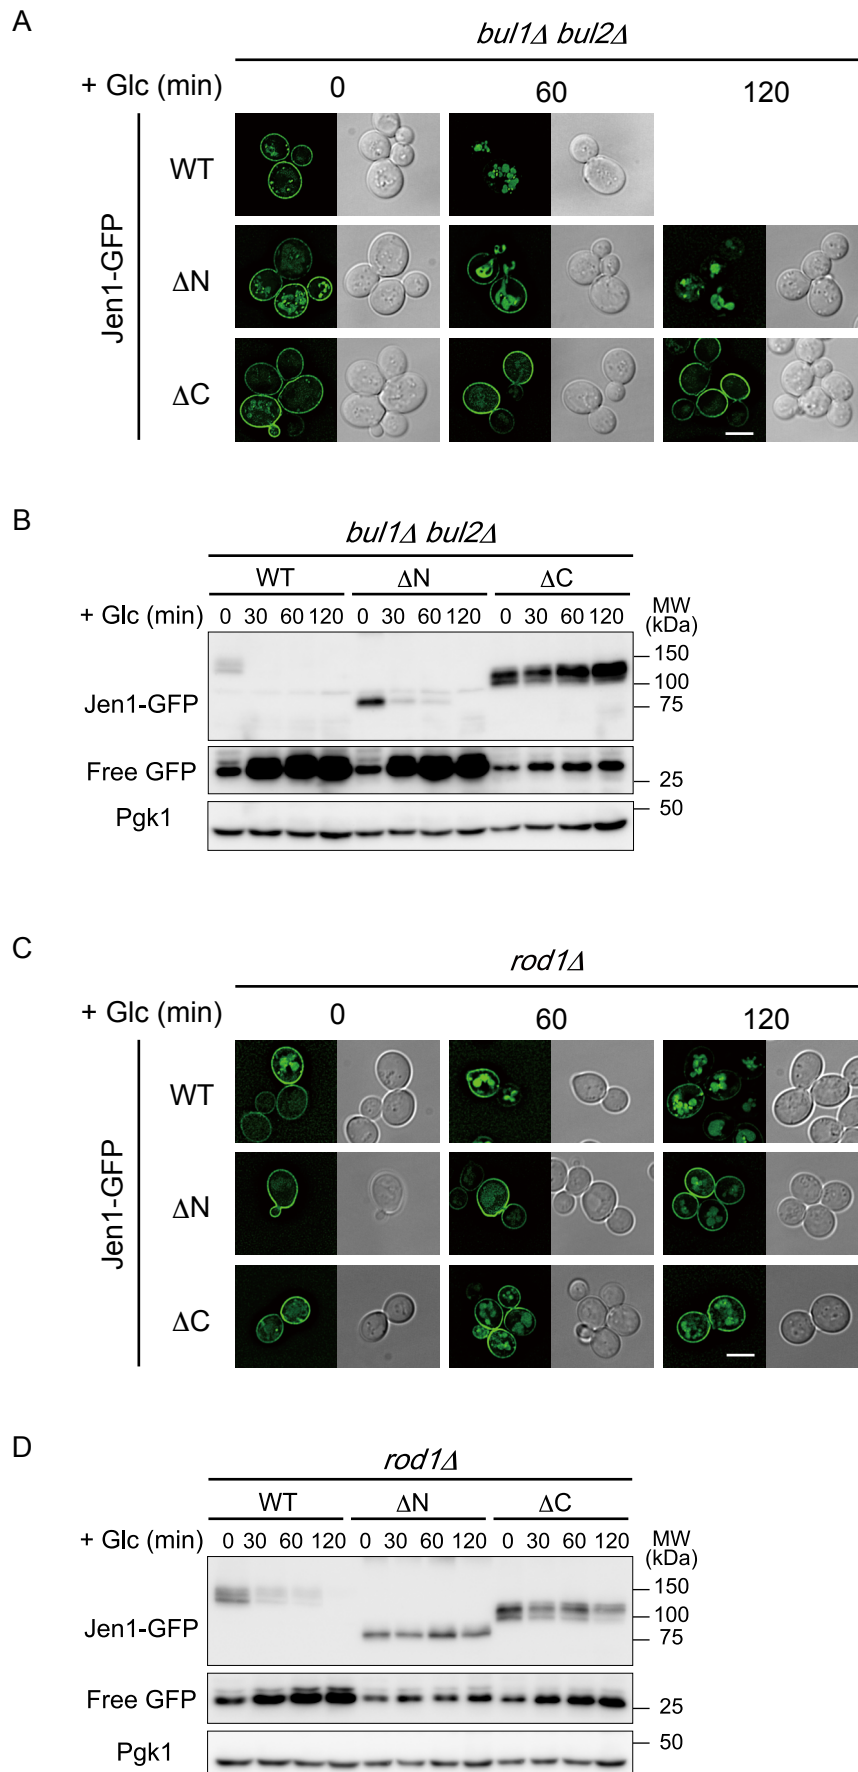 A
bul1Δ bul2Δ
+ Glc (min) 0 60 120
Jen1-GFP
WT
ΔN
ΔC
B
bul1Δ bul2Δ
WT ΔN ΔC
+ Glc (min) 0 30 60 120 0 30 60 120 0 30 60 120 MW (kDa)
150
100
Jen1-GFP 75
Free GFP 25
Pgk1 50
C
rod1Δ
+ Glc (min) 0 60 120
Jen1-GFP
WT
ΔN
ΔC
D
rod1Δ
WT ΔN ΔC
+ Glc (min) 0 30 60 120 0 30 60 120 0 30 60 120 MW (kDa)
150
100
Jen1-GFP 75
Free GFP 25
Pgk1 50